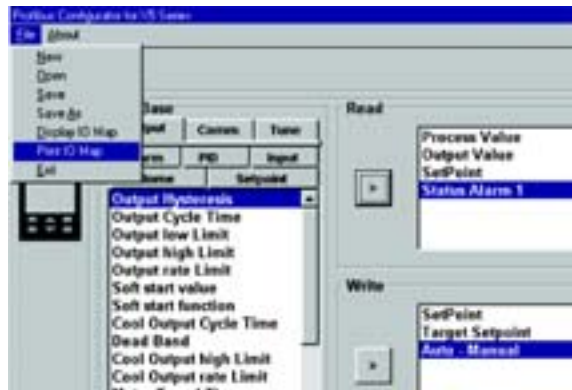 Profibus Configurator for VS Series
File About
New
Open
Save
Save As
Display IO Map
Print IO Map
Exit
Base
Comms Tune
PID Input
Setpoint
Output Hysteresis
Output Cycle Time
Output low Limit
Output high Limit
Output rate Limit
Soft start value
Soft start function
Cool Output Cycle Time
Dead Band
Cool Output high Limit
Cool Output rate Limit
Read
>
Process Value
Output Value
SetPoint
Status Alarm 1
Write
>
SetPoint
Target Setpoint
Auto - Manual